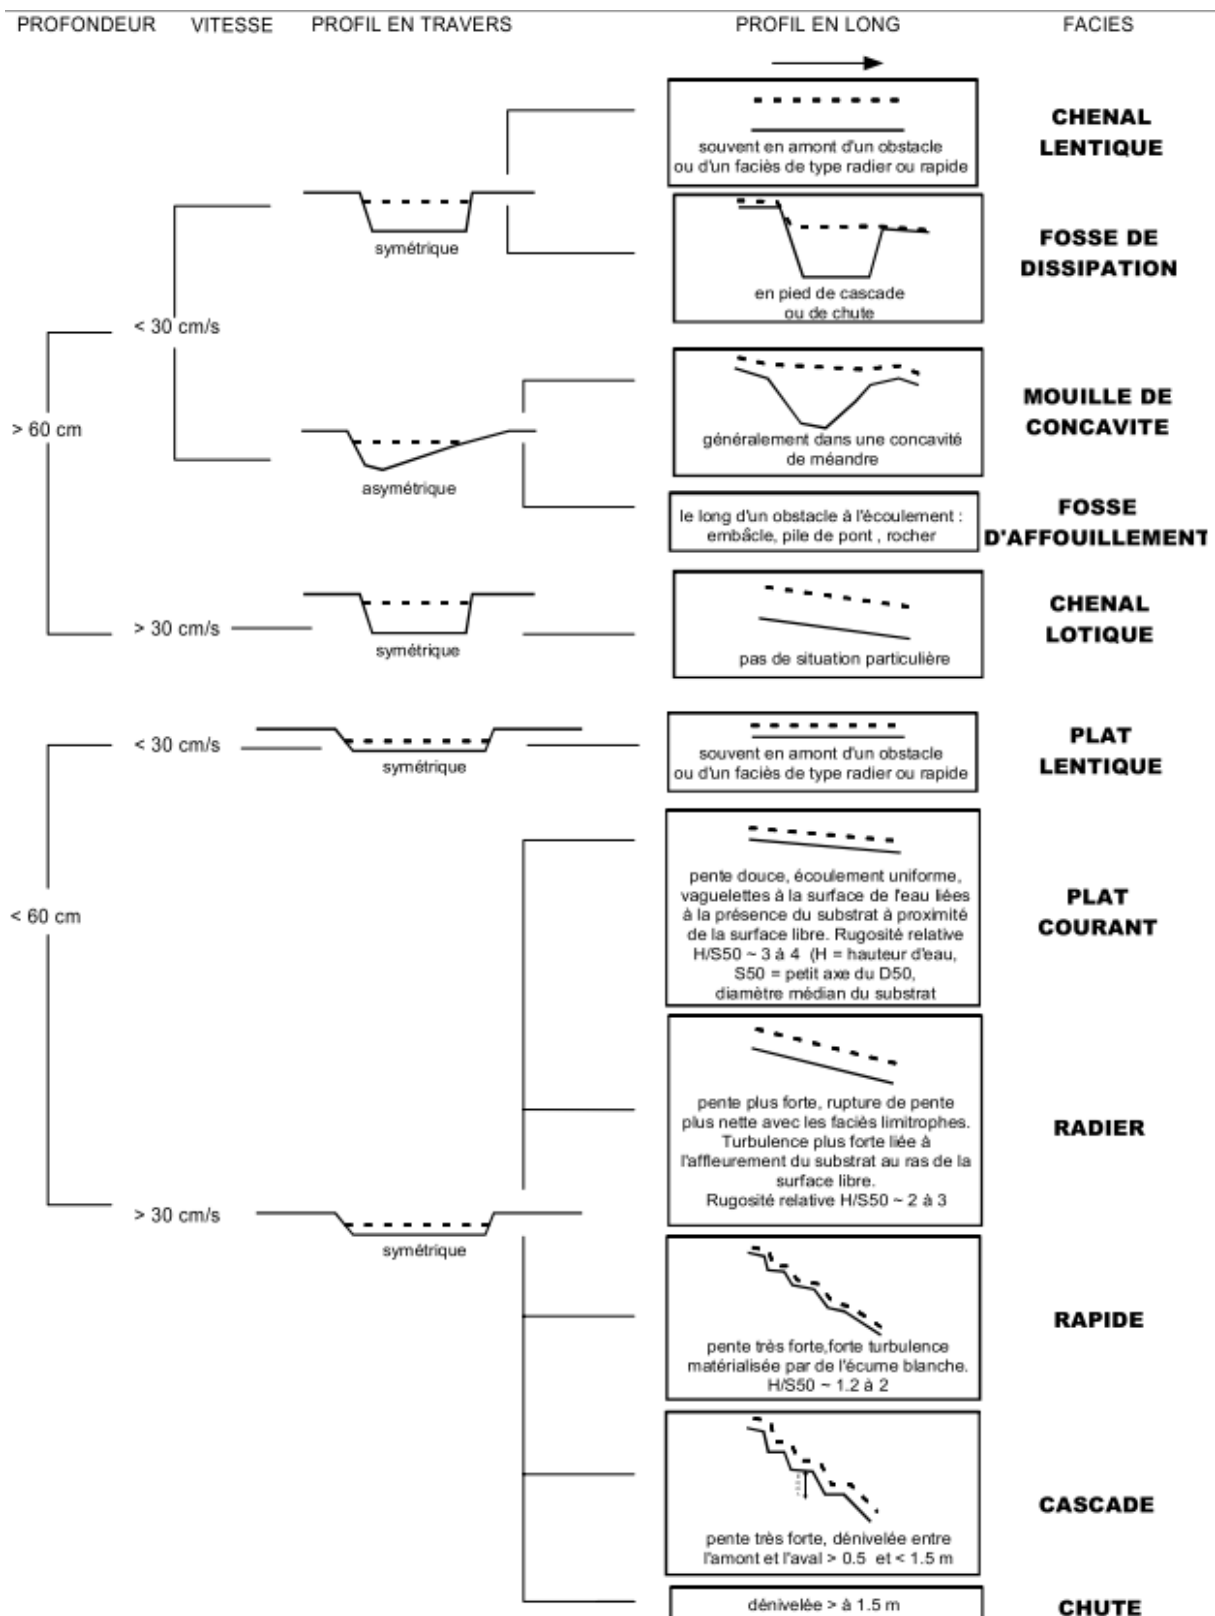 PROFONDEUR VITESSE PROFIL EN TRAVERS PROFIL EN LONG FACIES
souvent en amont d'un obstacle
ou d'un faciès de type radier ou rapide
CHENAL
LENTIQUE
symétrique
en pied de cascade
ou de chute
FOSSE DE
DISSIPATION
< 30 cm/s
> 60 cm
asymétrique
généralement dans une concavité
de méandre
MOUILLE DE
CONCAVITE
le long d'un obstacle à l'écoulement :
embâcle, pile de pont , rocher
FOSSE
D'AFFOUILLEMENT
> 30 cm/s
symétrique
pas de situation particulière
CHENAL
LOTIQUE
< 30 cm/s
symétrique
souvent en amont d'un obstacle
ou d'un faciès de type radier ou rapide
PLAT
LENTIQUE
< 60 cm
pente douce, écoulement uniforme,
vaguelettes à la surface de l'eau liées
à la présence du substrat à proximité
de la surface libre. Rugosité relative
H/S50 ~ 3 à 4 (H = hauteur d'eau,
S50 = petit axe du D50,
diamètre médian du substrat
PLAT
COURANT
pente plus forte, rupture de pente
plus nette avec les faciès limitrophes.
Turbulence plus forte liée à
l'affleurement du substrat au ras de la
surface libre.
Rugosité relative H/S50 ~ 2 à 3
RADIER
> 30 cm/s
symétrique
pente très forte,forte turbulence
matérialisée par de l'écume blanche.
H/S50 ~ 1.2 à 2
RAPIDE
pente très forte, dénivelée entre
l'amont et l'aval > 0.5 et < 1.5 m
CASCADE
dénivelée > à 1.5 m
CHUTE